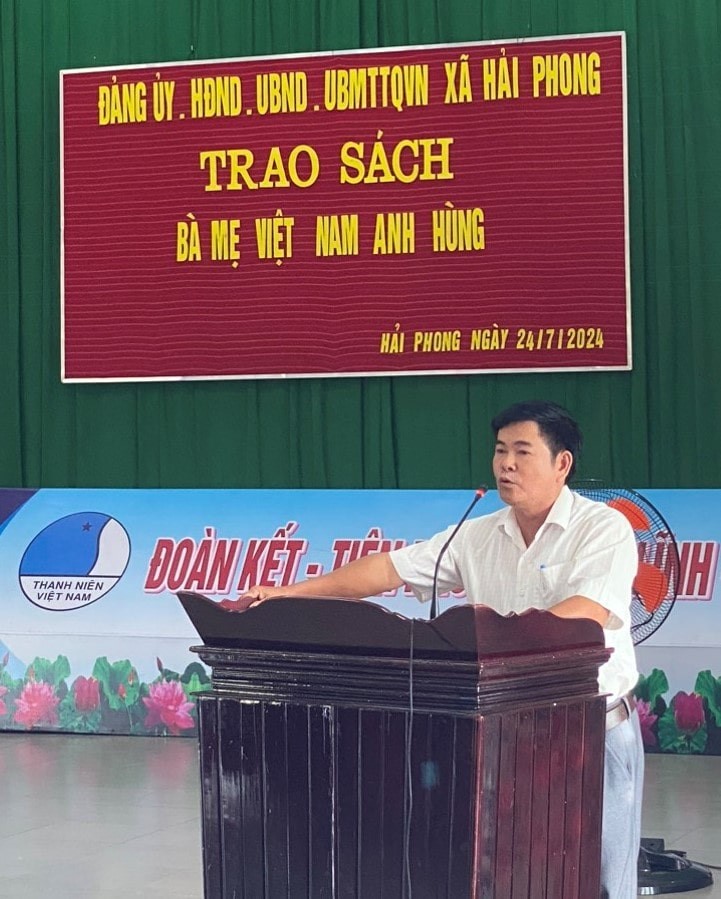 ĐẢNG ỦY . HĐND . UBND . UBMTTQVN XÃ HẢI PHONG
TRAO SÁCH
BÀ MẸ VIỆT NAM ANH HÙNG
HẢI PHONG NGÀY 24/7/2024
THANH NIÊN
VIỆT NAM
ĐOÀN KẾT -